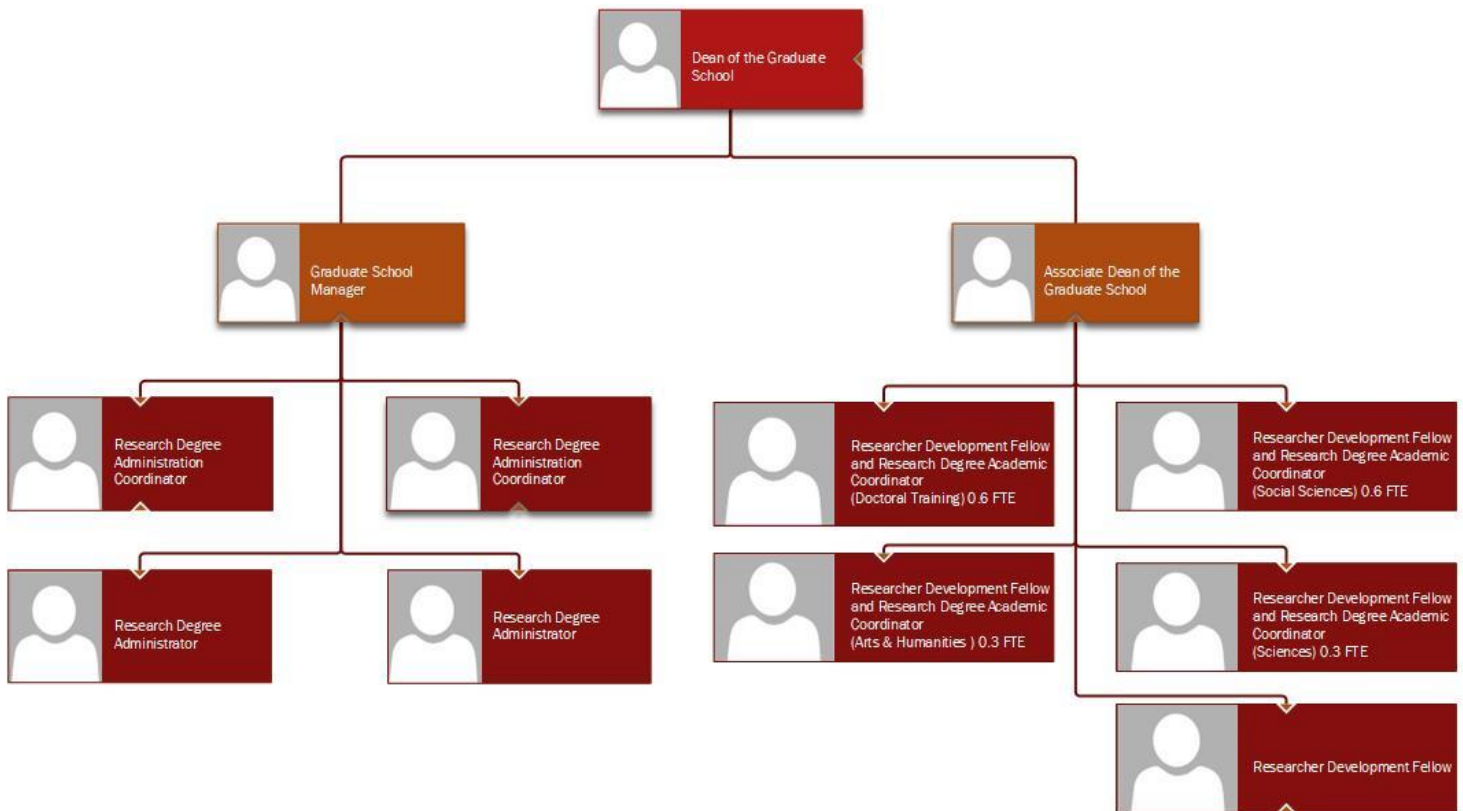 Dean of the Graduate
School
Graduate School
Manager
Associate Dean of the
Graduate School
Research Degree
Administration
Coordinator
Research Degree
Administration
Coordinator
Researcher Development Fellow
and Research Degree Academic
Coordinator
(Doctoral Training) 0.6 FTE
Researcher Development Fellow
and Research Degree Academic
Coordinator
(Social Sciences) 0.6 FTE
Research Degree
Administrator
Research Degree
Administrator
Researcher Development Fellow
and Research Degree Academic
Coordinator
(Arts & Humanities ) 0.3 FTE
Researcher Development Fellow
and Research Degree Academic
Coordinator
(Sciences) 0.3 FTE
Researcher Development Fellow